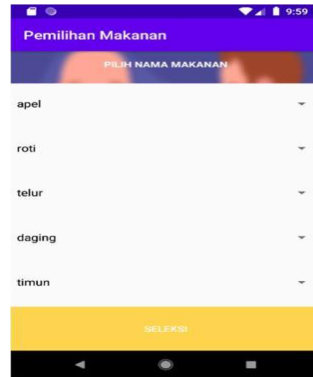 9:59
Pemilihan Makanan
PILIH NAMA MAKANAN
apel
roti
telur
daging
timun
SELEKSI